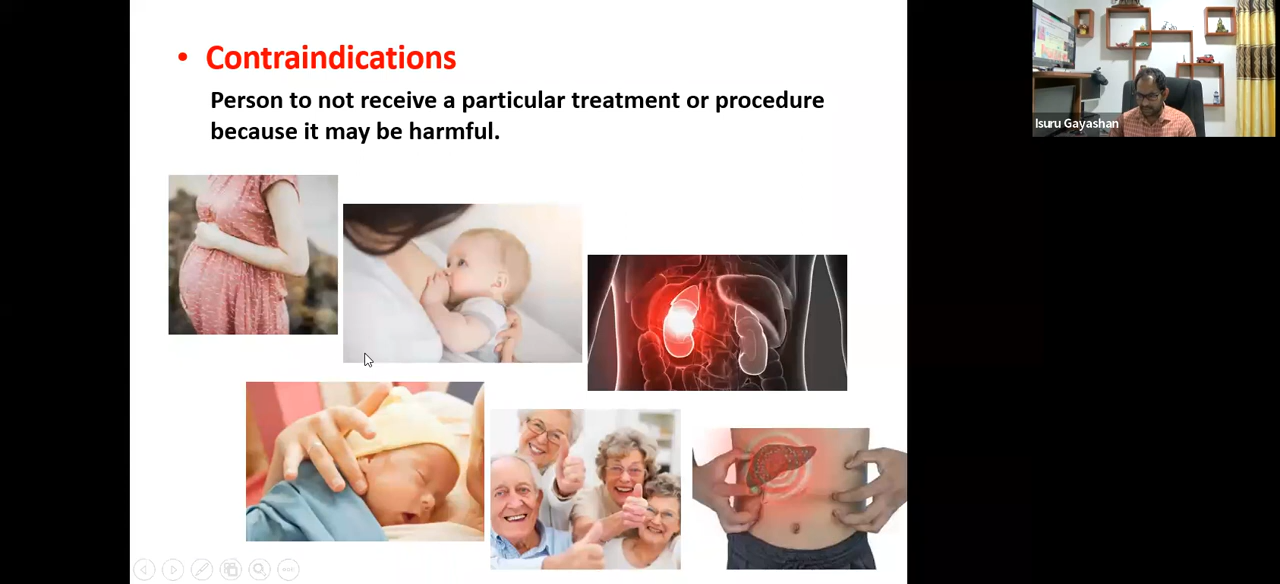 • Contraindications
Person to not receive a particular treatment or procedure
because it may be harmful.
Isuru Gayashan